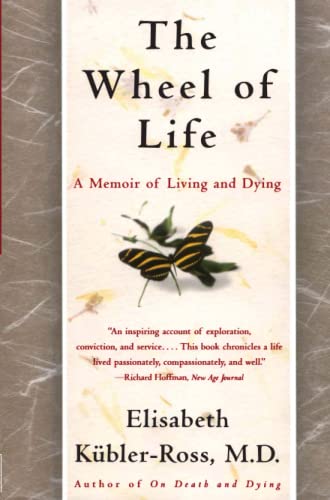 The
Wheel of
Life
A Memoir of Living and Dying
"An inspiring account of exploration,
conviction, and service. . . . This book chronicles a life
lived passionately, compassionately, and well."
—Richard Hoffman, New Age Journal
Elisabeth
Kübler-Ross, M.D.
Author of On Death and Dying